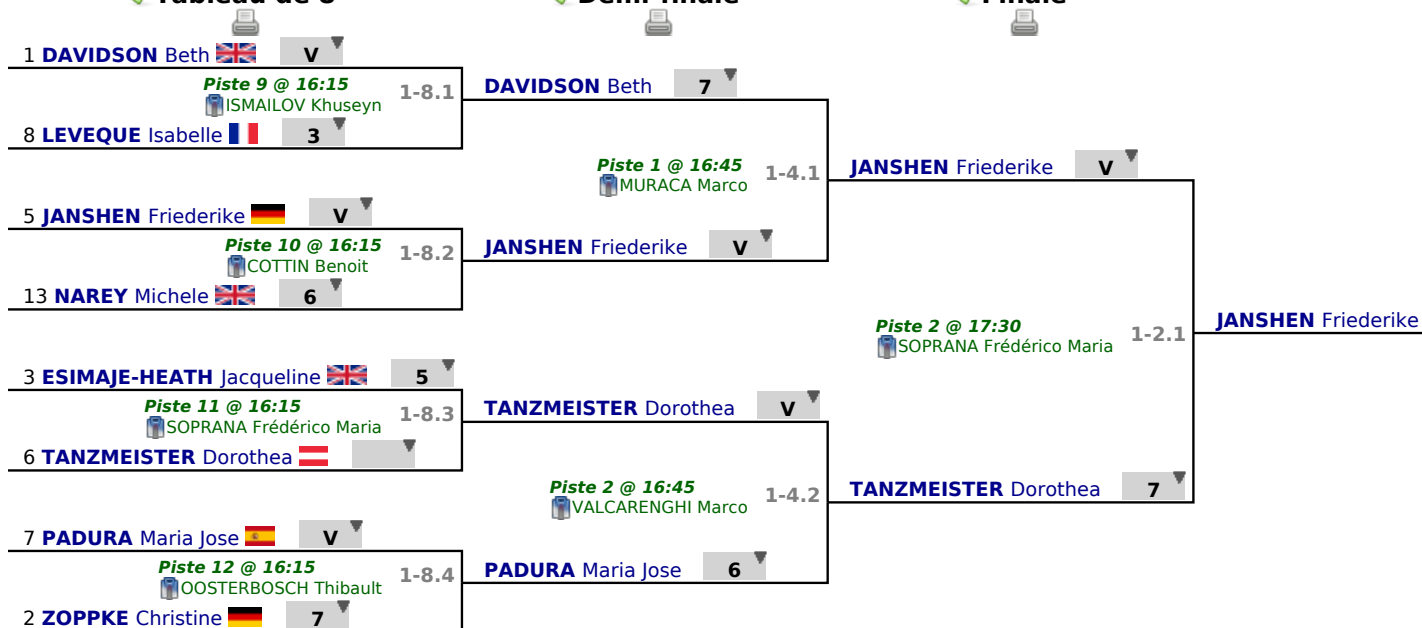 Tableau de 8
Demi-finale
Finale
1 DAVIDSON Beth V
Piste 9 @ 16:15
ISMAILOV Khuseyn
1-8.1
8 LEVEQUE Isabelle 3
5 JANSHEN Friederike V
Piste 10 @ 16:15
COTTIN Benoit
1-8.2
13 NAREY Michele 6
3 ESIMAJE-HEATH Jacqueline 5
Piste 11 @ 16:15
SOPRANA Frédérico Maria
1-8.3
6 TANZMEISTER Dorothea
7 PADURA Maria Jose V
Piste 12 @ 16:15
OOSTERBOSCH Thibault
1-8.4
2 ZOPPKE Christine 7
DAVIDSON Beth 7
Piste 1 @ 16:45
MURACA Marco
1-4.1
JANSHEN Friederike V
TANZMEISTER Dorothea V
Piste 2 @ 16:45
VALCARENGHI Marco
1-4.2
PADURA Maria Jose 6
JANSHEN Friederike V
Piste 2 @ 17:30
SOPRANA Frédérico Maria
1-2.1
TANZMEISTER Dorothea 7
JANSHEN Friederike